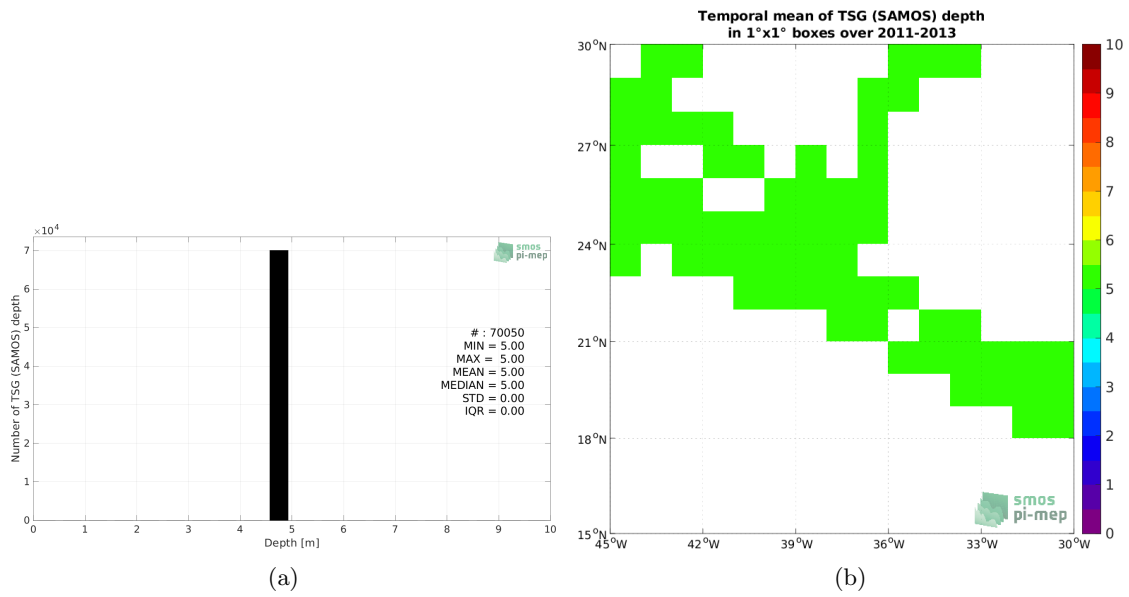 ×10⁴
7
6
5
4
3
2
1
0
Number of TSG (SAMOS) depth
smos
pi-mep
# : 70050
MIN = 5.00
MAX = 5.00
MEAN = 5.00
MEDIAN = 5.00
STD = 0.00
IQR = 0.00
0 1 2 3 4 5 6 7 8 9 10
Depth [m]
(a)
Temporal mean of TSG (SAMOS) depth
in 1°x1° boxes over 2011-2013
30°N
27°N
24°N
21°N
18°N
15°N
45°W 42°W 39°W 36°W 33°W 30°W
smos
pi-mep
10
9
8
7
6
5
4
3
2
1
0
(b)